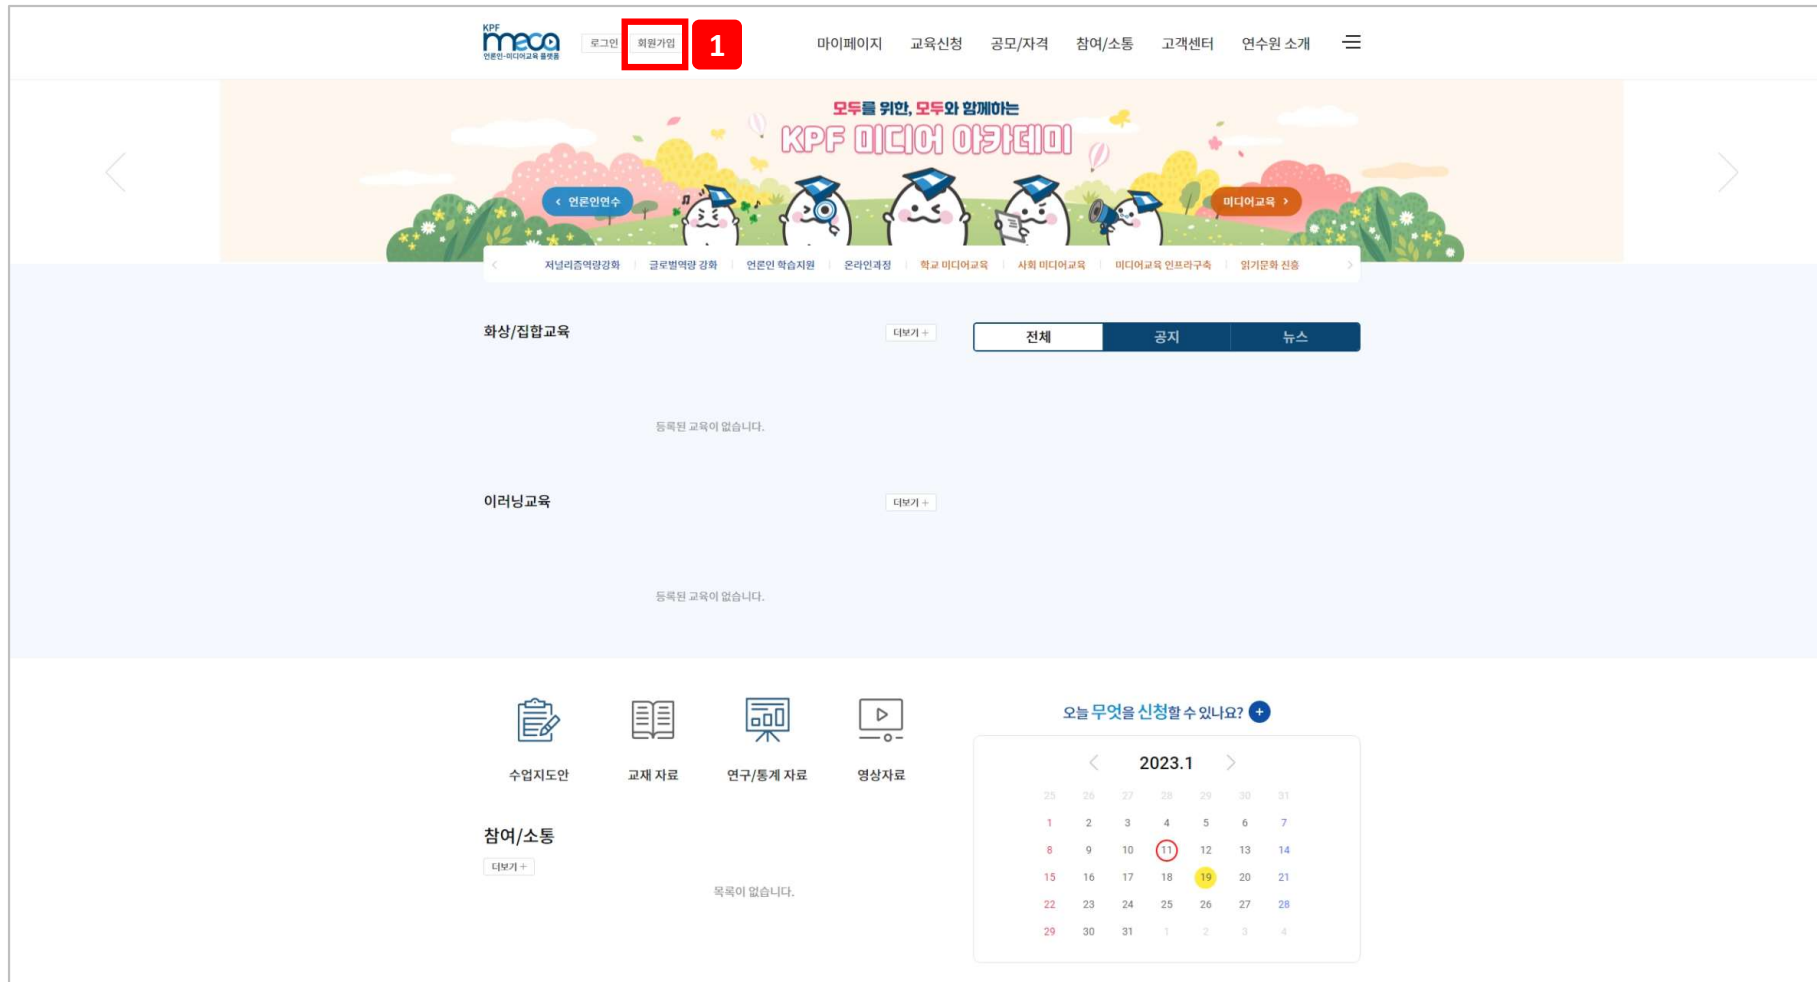 KPF
meca
언론인·미디어교육 플랫폼
로그인
회원가입
1
마이페이지 교육신청 공모/자격 참여/소통 고객센터 연수원 소개
모두를 위한, 모두와 함께하는
KPF 미디어 아카데미
< 언론인연수
미디어교육 >
< 저널리즘역량강화 글로벌역량 강화 언론인 학습지원 온라인과정 학교 미디어교육 사회 미디어교육 미디어교육 인프라구축 읽기문화 진흥 >
화상/집합교육
더보기 +
등록된 교육이 없습니다.
이러닝교육
더보기 +
등록된 교육이 없습니다.
전체 공지 뉴스
수업지도안 교재 자료 연구/통계 자료 영상자료
참여/소통
더보기 +
목록이 없습니다.
오늘 무엇을 신청할 수 있나요? +
< 2023.1 >
25 26 27 28 29 30 31
1 2 3 4 5 6 7
8 9 10 11 12 13 14
15 16 17 18 19 20 21
22 23 24 25 26 27 28
29 30 31 1 2 3 4